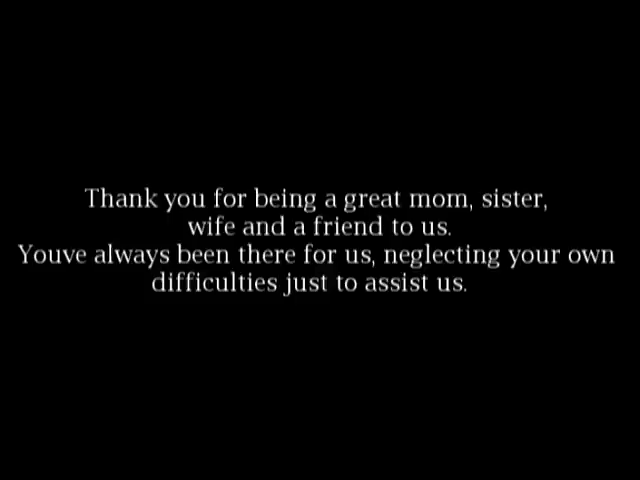 Thank you for being a great mom, sister,
wife and a friend to us.
Youve always been there for us, neglecting your own
difficulties just to assist us.